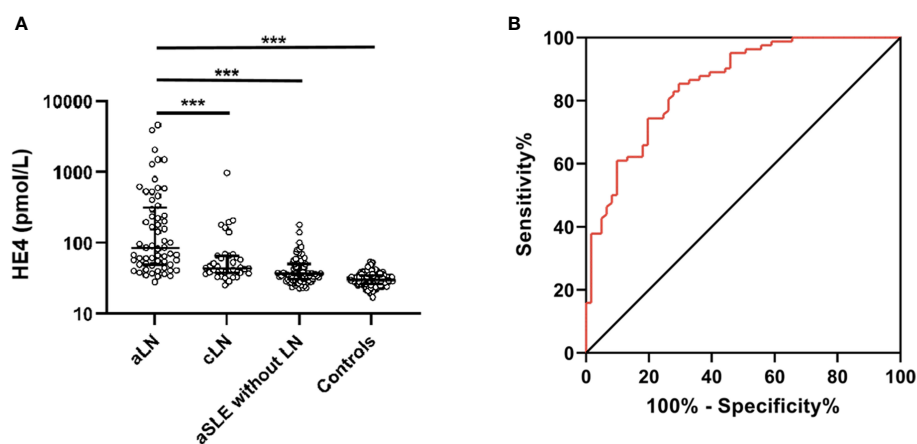 A
***
***
***
HE4 (pmol/L)
10000
1000
100
10
aLN
cLN
aSLE without LN
Controls
B
Sensitivity%
100
80
60
40
20
0
0 20 40 60 80 100
100% - Specificity%